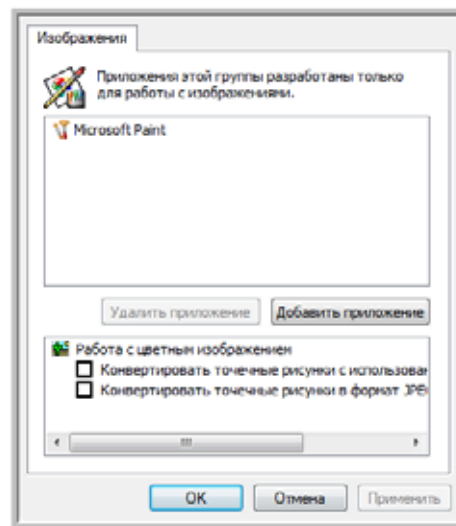 Изображения
Приложения этой группы разработаны только
для работы с изображениями.
Microsoft Paint
Удалить приложение
Добавить приложение
Работа с цветным изображением
Конвертировать точечные рисунки с использован
Конвертировать точечные рисунки в формат JPE
OK
Отмена
Применить